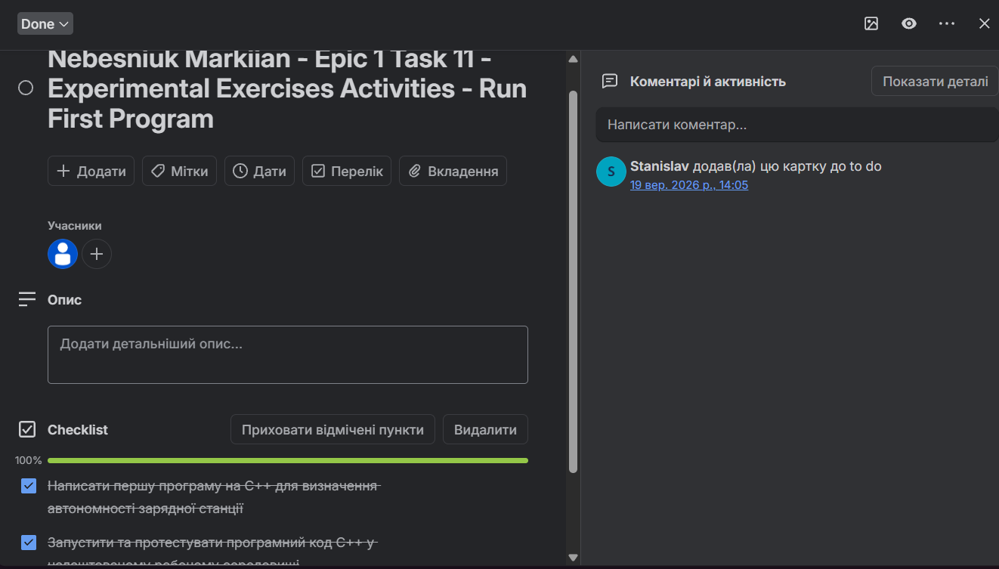 Done
Nebesniuk Markiian - Epic 1 Task 11 -
Experimental Exercises Activities - Run
First Program
Додати
Мітки
Дати
Перелік
Вкладення
Учасники
Опис
Додати детальніший опис...
Checklist
Приховати відмічені пункти
Видалити
100%
Написати першу програму на C++ для визначення
автономності зарядної станції
Запустити та протестувати програмний код C++ у
налаштованому робочому середовищі
Коментарі й активність
Показати деталі
Написати коментар...
S
Stanislav додав(ла) цю картку до to do
19 вер. 2026 р., 14:05